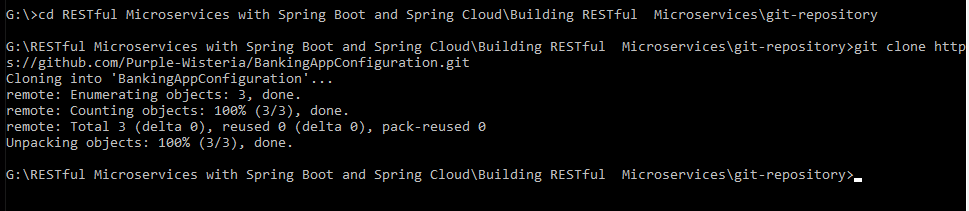 G:\>cd RESTful Microservices with Spring Boot and Spring Cloud\Building RESTful  Microservices\git-repository
G:\RESTful Microservices with Spring Boot and Spring Cloud\Building RESTful  Microservices\git-repository>git clone http
s://github.com/Purple-Wisteria/BankingAppConfiguration.git
Cloning into 'BankingAppConfiguration'...
remote: Enumerating objects: 3, done.
remote: Counting objects: 100% (3/3), done.
remote: Total 3 (delta 0), reused 0 (delta 0), pack-reused 0
Unpacking objects: 100% (3/3), done.
G:\RESTful Microservices with Spring Boot and Spring Cloud\Building RESTful  Microservices\git-repository>